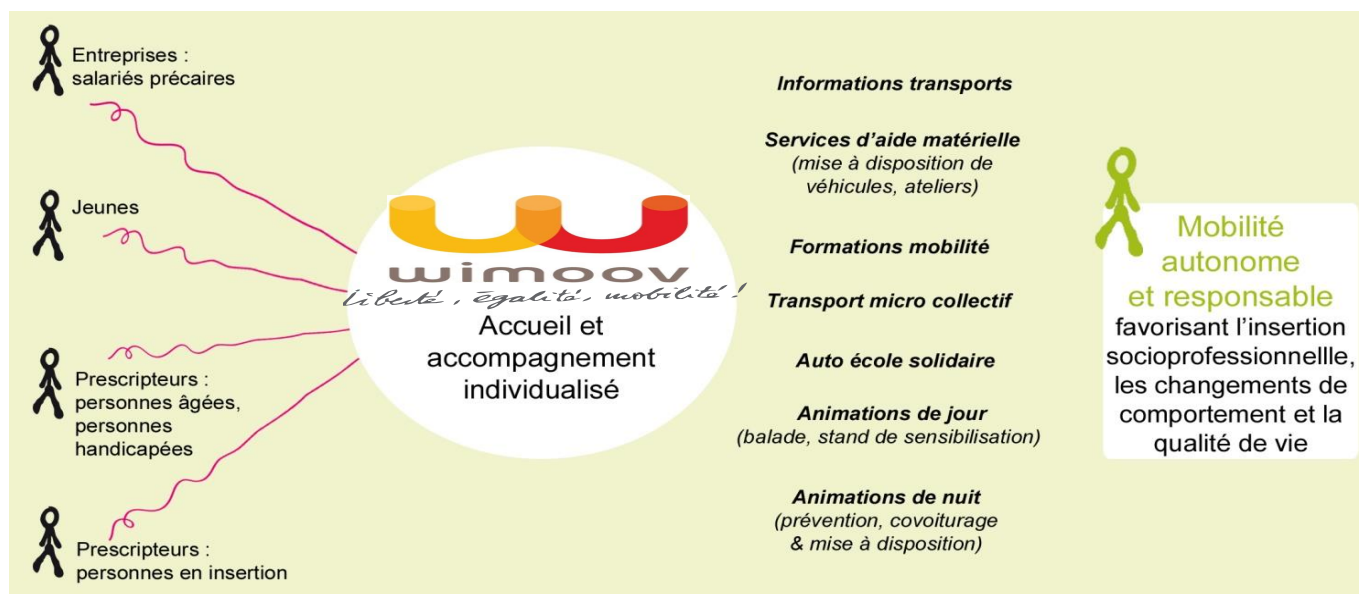 Entreprises :
salariés précaires
Jeunes
Prescripteurs :
personnes âgées,
personnes
handicapées
Prescripteurs :
personnes en insertion
wimoov
Liberté, égalité, mobilité !
Accueil et
accompagnement
individualisé
Informations transports
Services d’aide matérielle
(mise à disposition de
véhicules, ateliers)
Formations mobilité
Transport micro collectif
Auto école solidaire
Animations de jour
(balade, stand de sensibilisation)
Animations de nuit
(prévention, covoiturage
& mise à disposition)
Mobilité
autonome
et responsable
favorisant l’insertion
socioprofessionnellle,
les changements de
comportement et la
qualité de vie